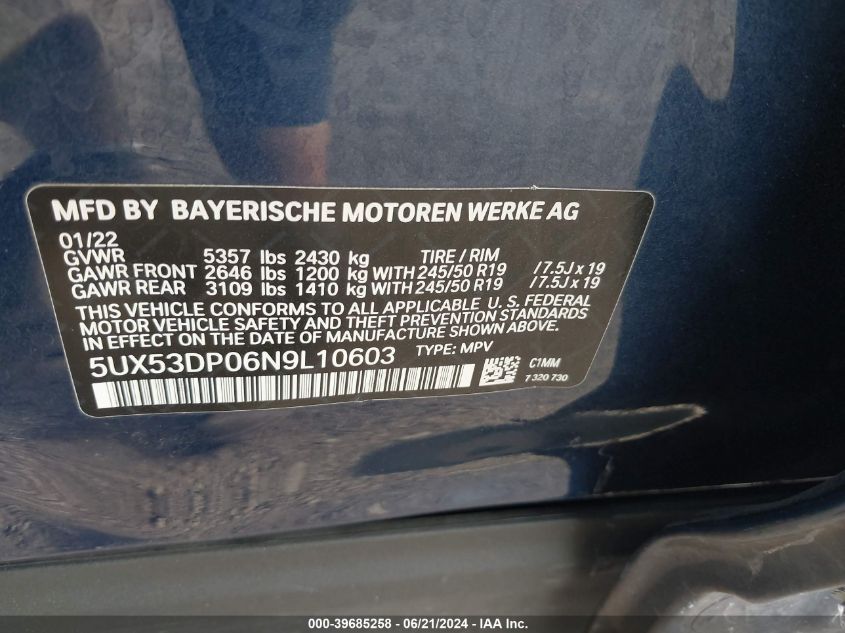 MFD BY BAYERISCHE MOTOREN WERKE AG
01/22
GVWR 5357 lbs 2430 kg TIRE / RIM
GAWR FRONT 2646 lbs 1200 kg WITH 245/50 R19 / 7.5J x 19
GAWR REAR 3109 lbs 1410 kg WITH 245/50 R19 / 7.5J x 19
THIS VEHICLE CONFORMS TO ALL APPLICABLE U. S. FEDERAL
MOTOR VEHICLE SAFETY AND THEFT PREVENTION STANDARDS
IN EFFECT ON THE DATE OF MANUFACTURE SHOWN ABOVE.
5UX53DP06N9L10603 TYPE: MPV
C1MM
7 320 730
000-39685258 - 06/21/2024 - IAA Inc.